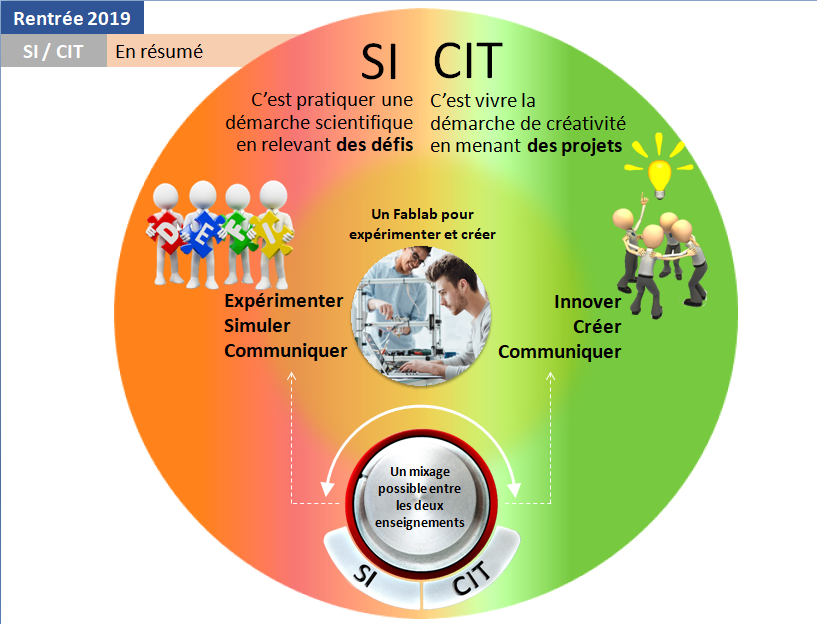 Rentrée 2019
SI / CIT
En résumé
SI
CIT
C’est pratiquer une
démarche scientifique
en relevant des défis
C’est vivre la
démarche de créativité
en menant des projets
DEFI
Un Fablab pour
expérimenter et créer
Expérimenter
Simuler
Communiquer
Innover
Créer
Communiquer
Un mixage
possible entre
les deux
enseignements
SI
CIT